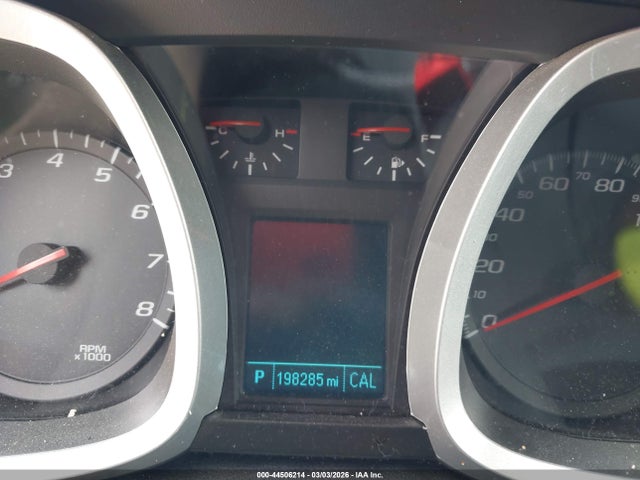 C H
E F
3 4 5 6 7 8
RPM
x1000
0 10 20 40 50 60 70 80
P 198285 mi CAL
000-44506214 - 03/03/2026 - IAA Inc.